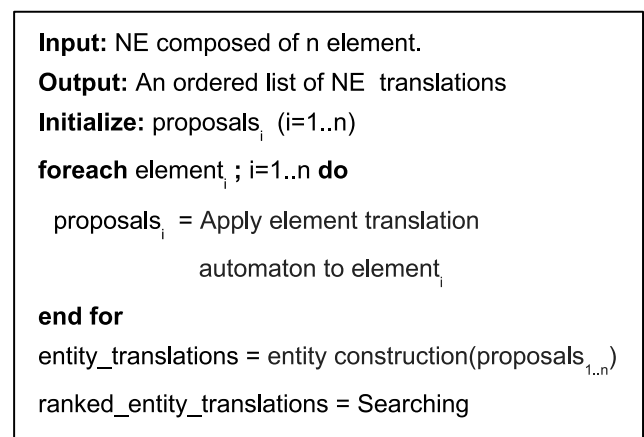 Input: NE composed of n element.
Output: An ordered list of NE translations
Initialize: proposals_i (i=1..n)
foreach element_i ; i=1..n do
proposals_i = Apply element translation
automaton to element_i
end for
entity_translations = entity construction(proposals_1..n)
ranked_entity_translations = Searching